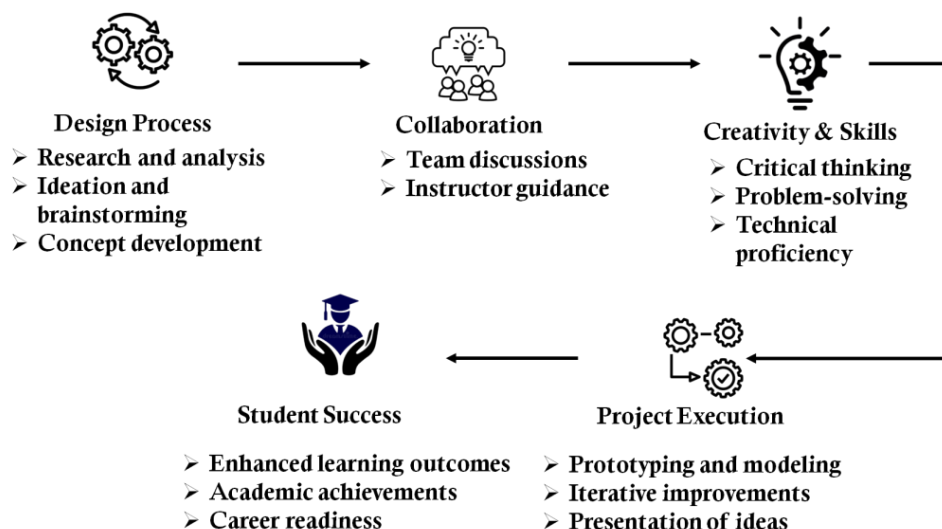 Design Process
➢ Research and analysis
➢ Ideation and
brainstorming
➢ Concept development
Collaboration
➢ Team discussions
➢ Instructor guidance
Creativity & Skills
➢ Critical thinking
➢ Problem-solving
➢ Technical
proficiency
Student Success
➢ Enhanced learning outcomes
➢ Academic achievements
➢ Career readiness
Project Execution
➢ Prototyping and modeling
➢ Iterative improvements
➢ Presentation of ideas